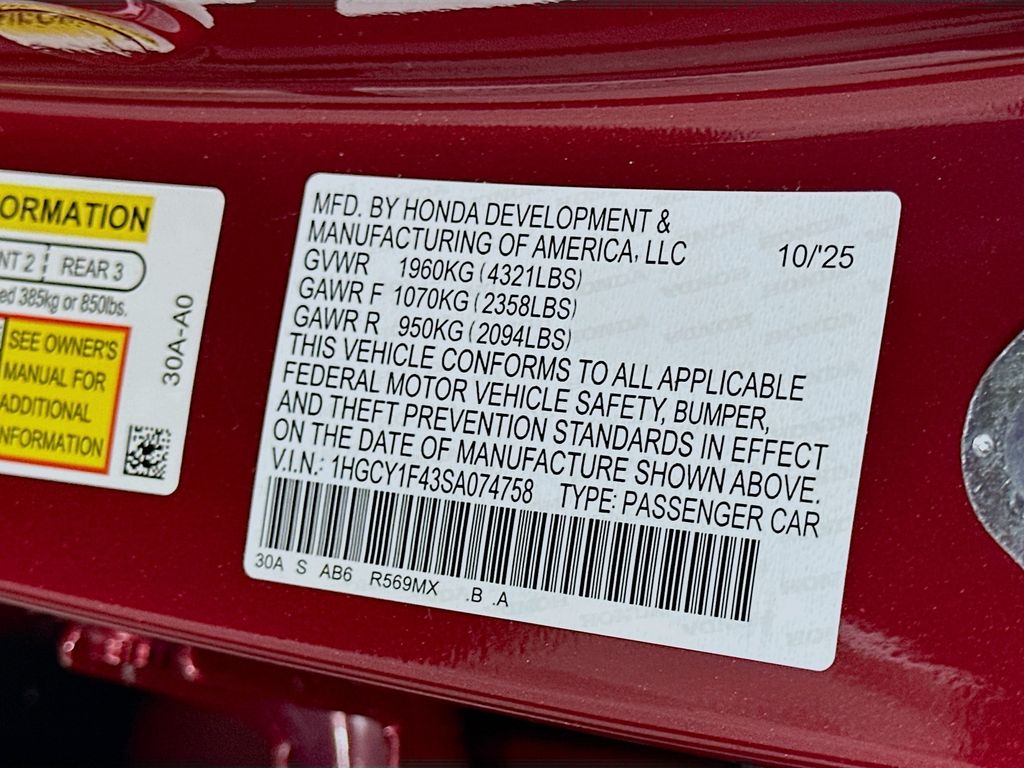 ORMATION
NT 2 REAR 3
ed 385kg or 850lbs.
SEE OWNER'S
MANUAL FOR
ADDITIONAL
NFORMATION
30A-A0
MFD. BY HONDA DEVELOPMENT &
MANUFACTURING OF AMERICA, LLC 10/'25
GVWR 1960KG (4321LBS)
GAWR F 1070KG (2358LBS)
GAWR R 950KG (2094LBS)
THIS VEHICLE CONFORMS TO ALL APPLICABLE
FEDERAL MOTOR VEHICLE SAFETY, BUMPER,
AND THEFT PREVENTION STANDARDS IN EFFECT
ON THE DATE OF MANUFACTURE SHOWN ABOVE.
V.I.N.: 1HGCY1F43SA074758 TYPE: PASSENGER CAR
30A S AB6 R569MX .B .A